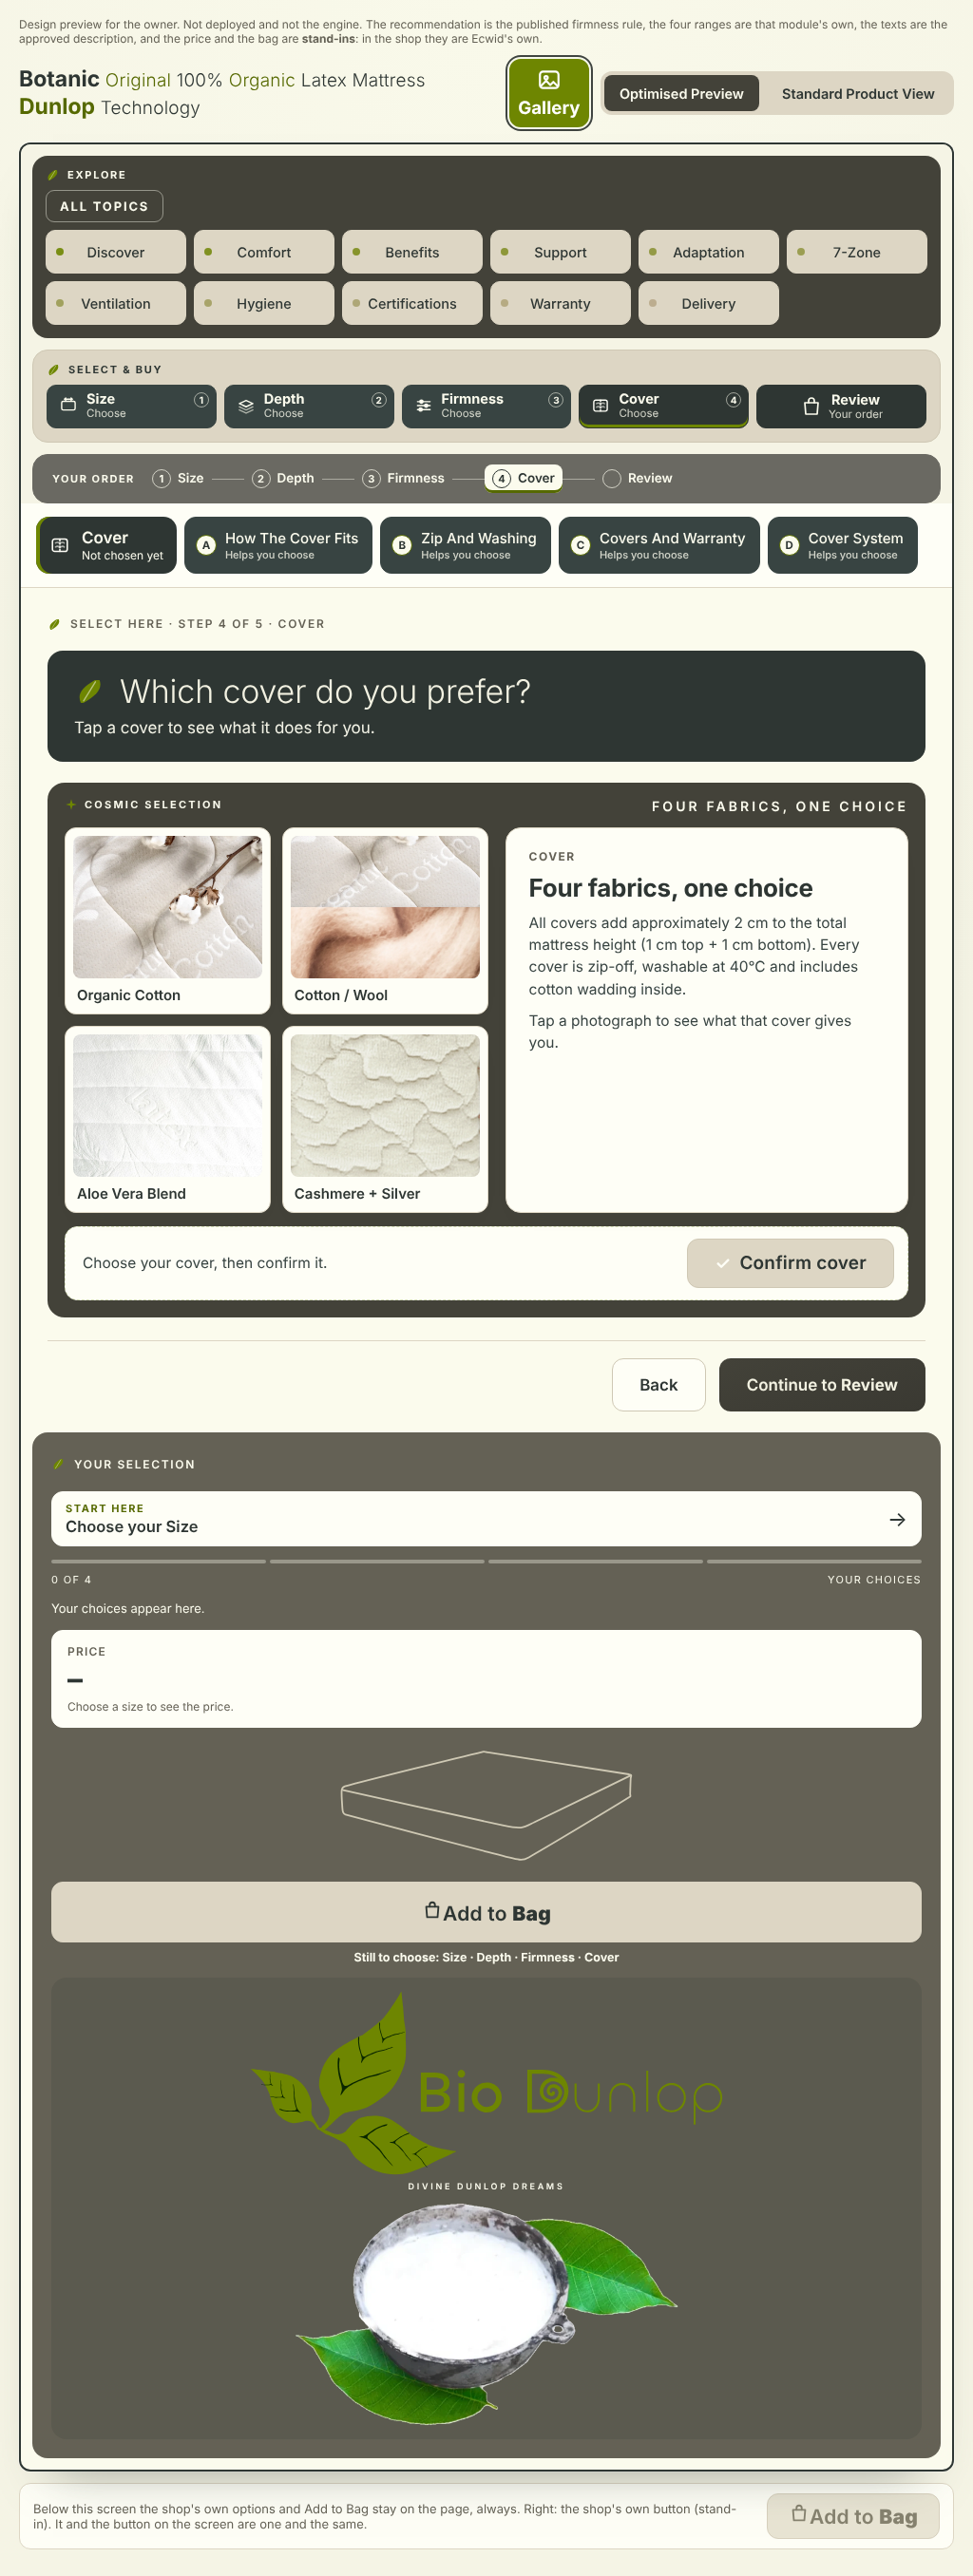 Design preview for the owner. Not deployed and not the engine. The recommendation is the published firmness rule, the four ranges are that module's own, the texts are the
approved description, and the price and the bag are stand-ins: in the shop they are Ecwid's own.
Botanic Original 100% Organic Latex Mattress
Dunlop Technology
Gallery
Optimised Preview
Standard Product View
EXPLORE
ALL TOPICS
Discover
Comfort
Benefits
Support
Adaptation
7-Zone
Ventilation
Hygiene
Certifications
Warranty
Delivery
SELECT & BUY
Size
Choose
1
Depth
Choose
2
Firmness
Choose
3
Cover
Choose
4
Review
Your order
YOUR ORDER
1 Size
2 Depth
3 Firmness
4 Cover
Review
Cover
Not chosen yet
A
How The Cover Fits
Helps you choose
B
Zip And Washing
Helps you choose
C
Covers And Warranty
Helps you choose
D
Cover System
Helps you choose
SELECT HERE · STEP 4 OF 5 · COVER
Which cover do you prefer?
Tap a cover to see what it does for you.
COSMIC SELECTION
FOUR FABRICS, ONE CHOICE
Cotton
Organic Cotton
Cotton
Cotton / Wool
Aloe Vera Blend
Cashmere + Silver
COVER
Four fabrics, one choice
All covers add approximately 2 cm to the total
mattress height (1 cm top + 1 cm bottom). Every
cover is zip-off, washable at 40°C and includes
cotton wadding inside.
Tap a photograph to see what that cover gives
you.
Choose your cover, then confirm it.
Confirm cover
Back
Continue to Review
YOUR SELECTION
START HERE
Choose your Size
0 OF 4
YOUR CHOICES
Your choices appear here.
PRICE
–
Choose a size to see the price.
Add to Bag
Still to choose: Size · Depth · Firmness · Cover
Bio Dunlop
DIVINE DUNLOP DREAMS
Below this screen the shop's own options and Add to Bag stay on the page, always. Right: the shop's own button (stand-
in). It and the button on the screen are one and the same.
Add to Bag